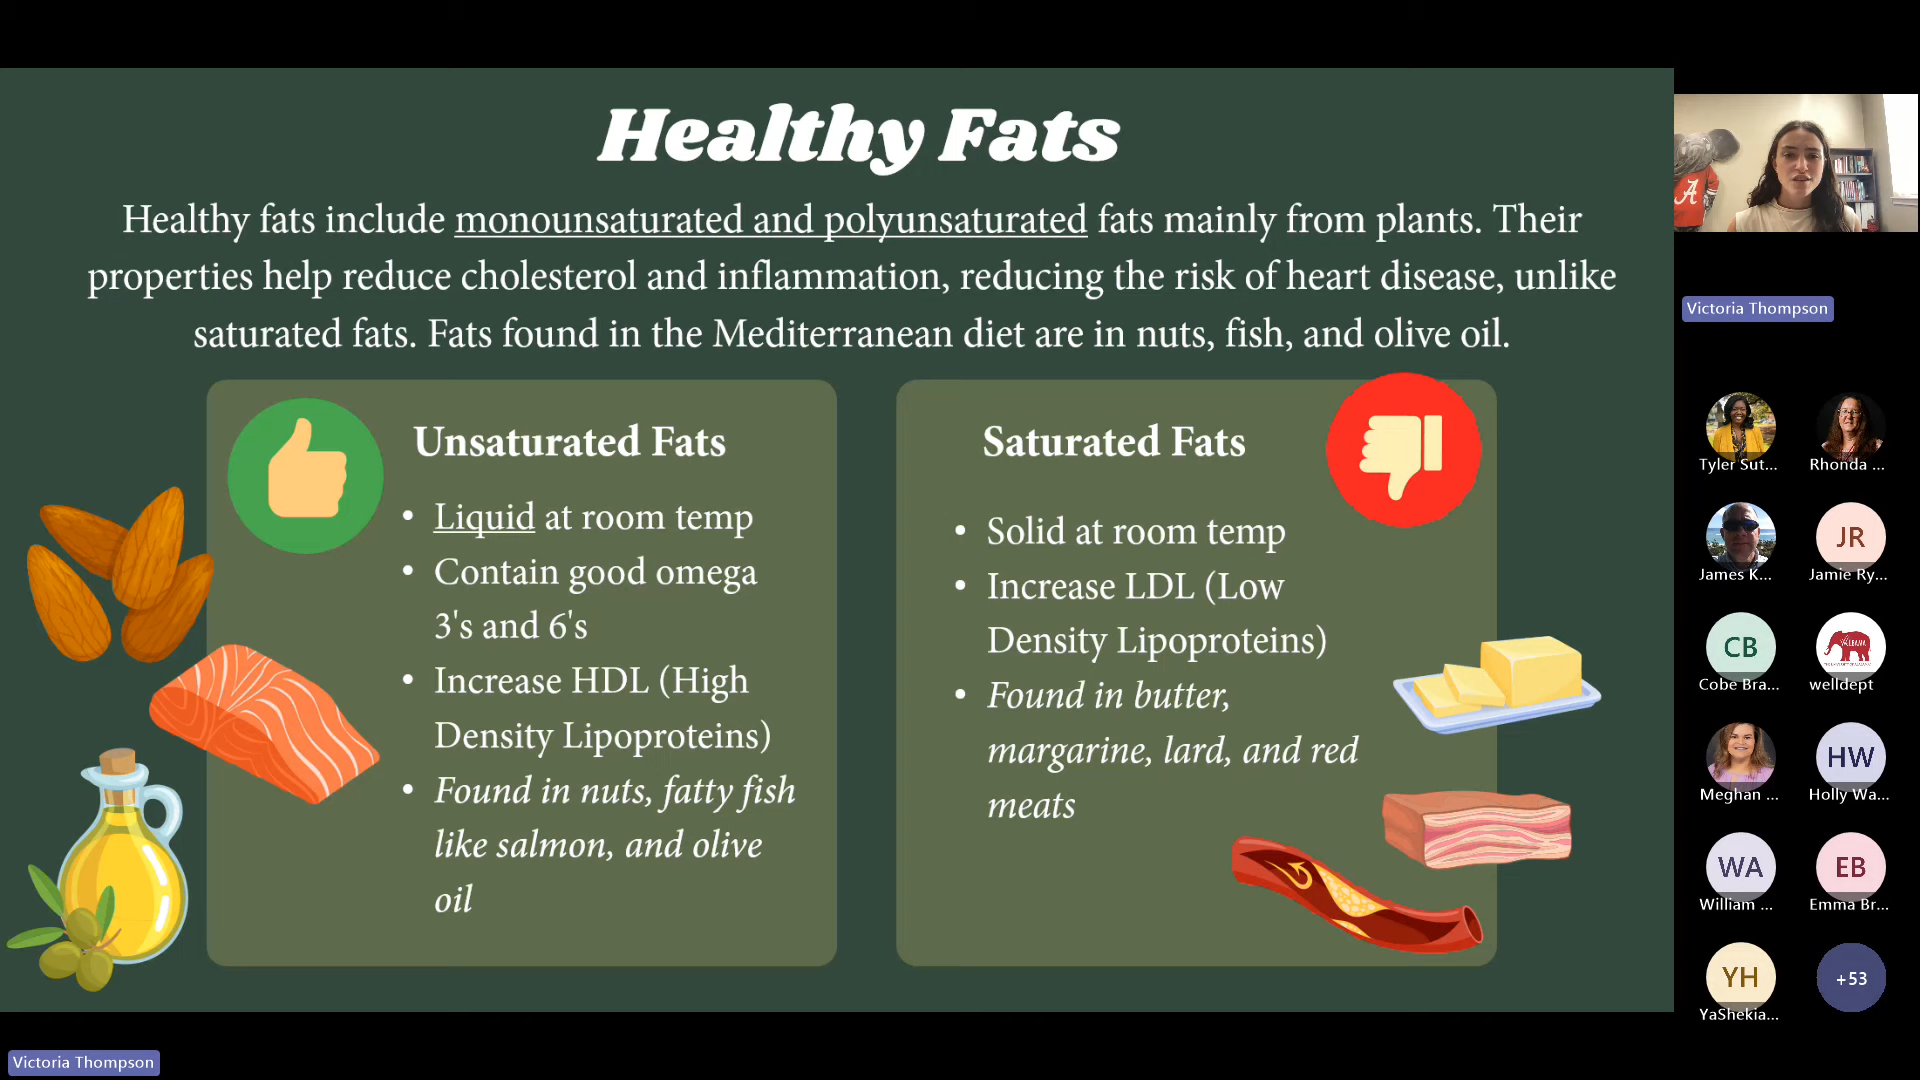 Healthy Fats
Healthy fats include monounsaturated and polyunsaturated fats mainly from plants. Their
properties help reduce cholesterol and inflammation, reducing the risk of heart disease, unlike
saturated fats. Fats found in the Mediterranean diet are in nuts, fish, and olive oil.
Unsaturated Fats
• Liquid at room temp
• Contain good omega
3's and 6's
• Increase HDL (High
Density Lipoproteins)
• Found in nuts, fatty fish
like salmon, and olive
oil
Saturated Fats
• Solid at room temp
• Increase LDL (Low
Density Lipoproteins)
• Found in butter,
margarine, lard, and red
meats
A
Victoria Thompson
Tyler Sut...
Rhonda ...
James K...
JR
Jamie Ry...
CB
Cobe Bra...
welldept
Meghan ...
HW
Holly Wa...
WA
William ...
EB
Emma Br...
YH
YaShekia...
+53
Victoria Thompson